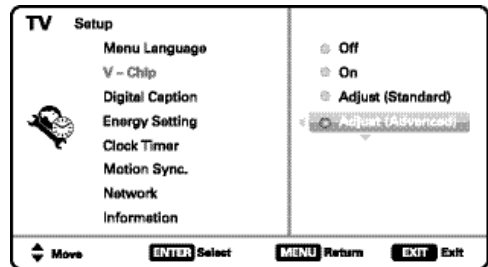 TV Setup
Menu Language
V – Chip
Digital Caption
Energy Setting
Clock Timer
Motion Sync.
Network
Information
Off
On
Adjust (Standard)
Adjust (Advanced)
Move ENTER Select MENU Return EXIT Exit